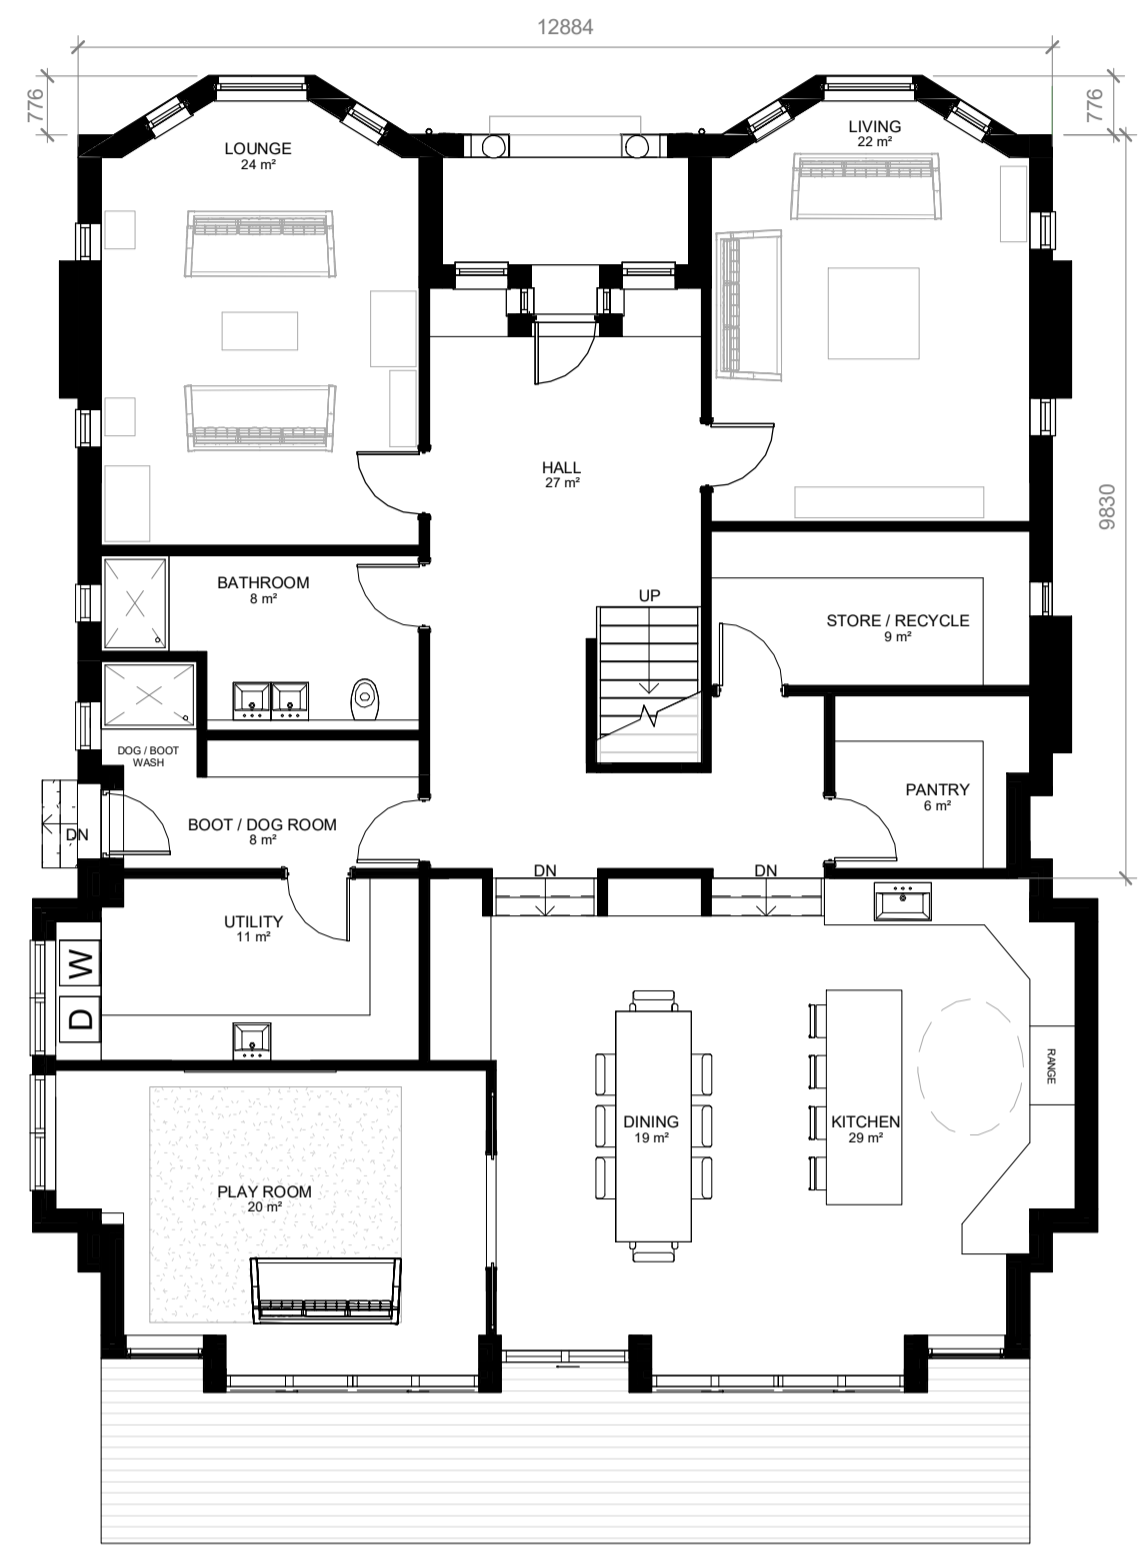 12884
776
776
LOUNGE
24 m²
LIVING
22 m²
HALL
27 m²
9830
BATHROOM
8 m²
UP
STORE / RECYCLE
9 m²
DOG / BOOT
WASH
PANTRY
6 m²
BOOT / DOG ROOM
8 m²
DN
DN
DN
UTILITY
11 m²
W
D
RANGE
DINING
19 m²
KITCHEN
29 m²
PLAY ROOM
20 m²